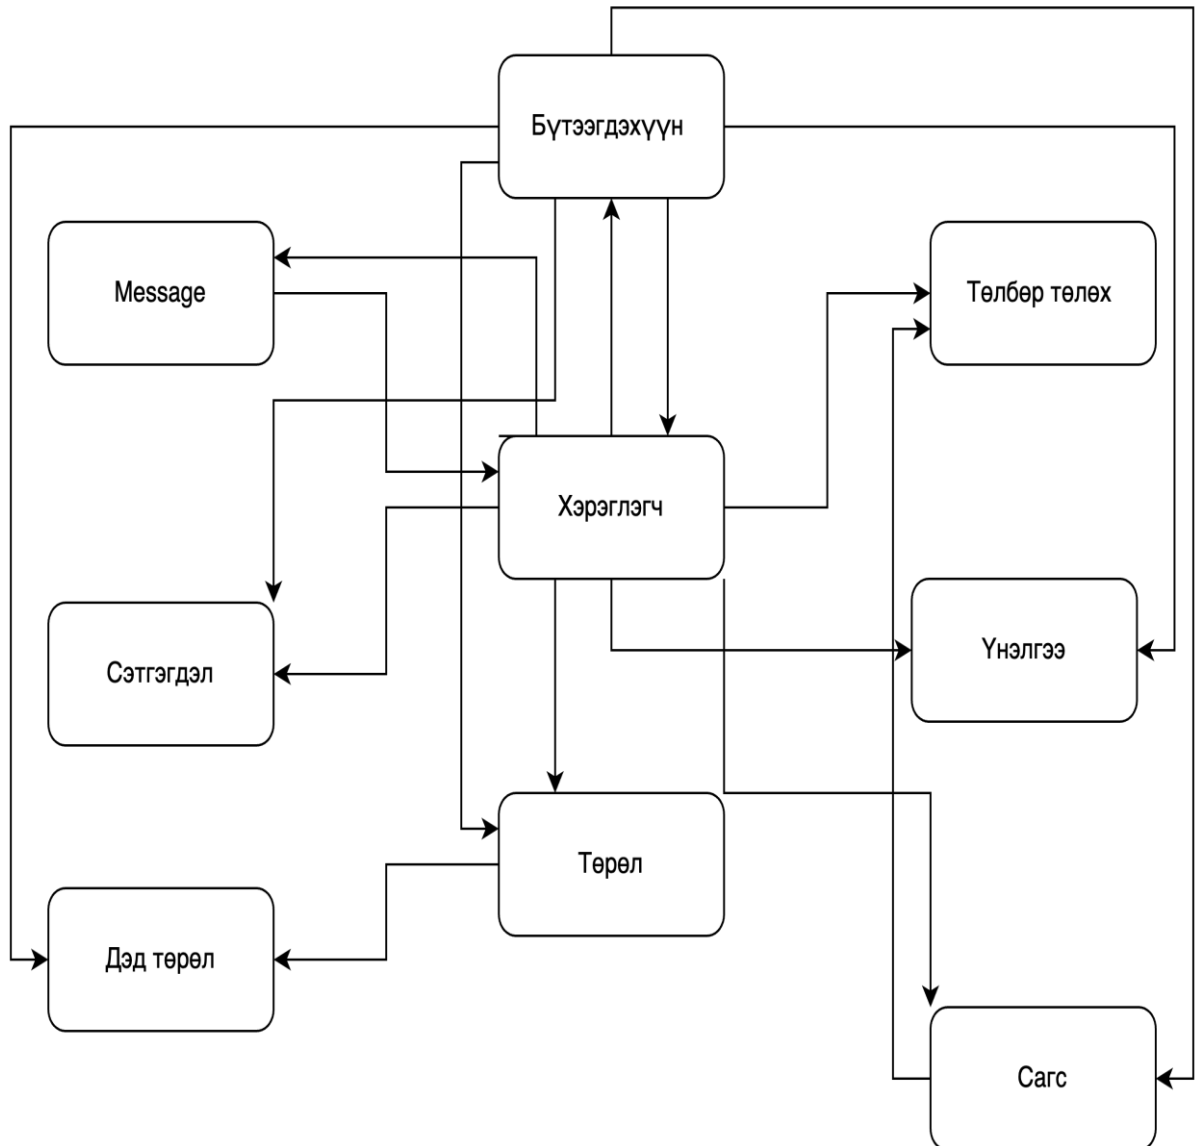 Бүтээгдэхүүн
Message
Төлбөр төлөх
Хэрэглэгч
Үнэлгээ
Сэтгэгдэл
Төрөл
Дэд төрөл
Сагс